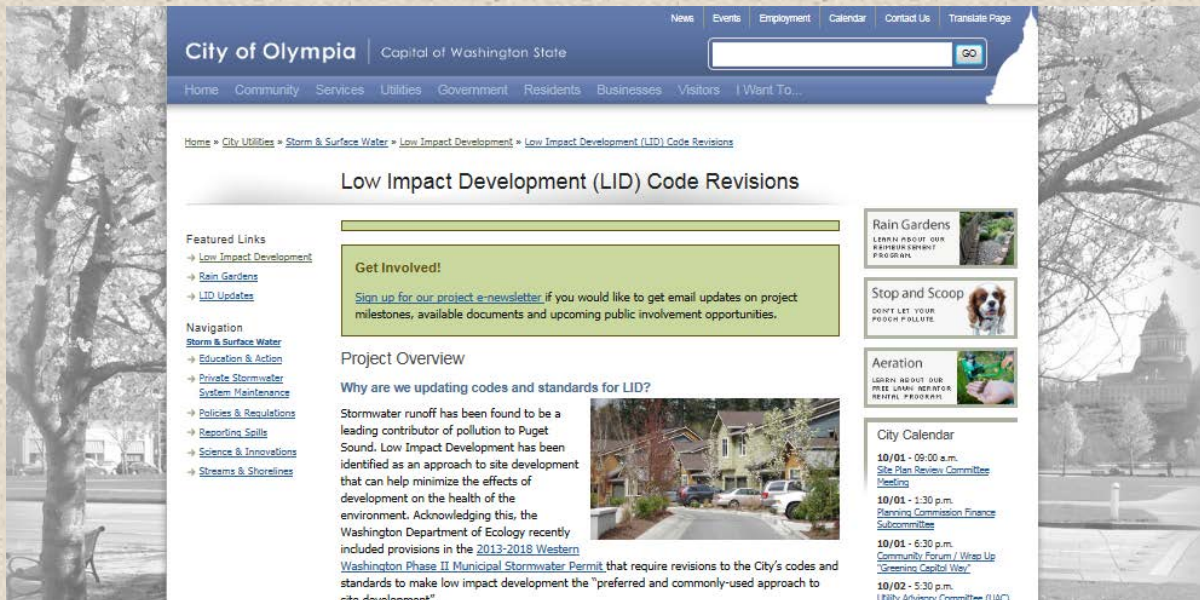 News Events Employment Calendar Contact Us Translate Page
City of Olympia Capital of Washington State
GO
Home Community Services Utilities Government Residents Businesses Visitors I Want To...
Home » City Utilities » Storm & Surface Water » Low Impact Development » Low Impact Development (LID) Code Revisions
Low Impact Development (LID) Code Revisions
Featured Links
Low Impact Development
Rain Gardens
LID Updates
Navigation
Storm & Surface Water
Education & Action
Private Stormwater
System Maintenance
Policies & Regulations
Reporting Spills
Science & Innovations
Streams & Shorelines
Get Involved!
Sign up for our project e-newsletter if you would like to get email updates on project
milestones, available documents and upcoming public involvement opportunities.
Project Overview
Why are we updating codes and standards for LID?
Stormwater runoff has been found to be a
leading contributor of pollution to Puget
Sound. Low Impact Development has been
identified as an approach to site development
that can help minimize the effects of
development on the health of the
environment. Acknowledging this, the
Washington Department of Ecology recently
included provisions in the 2013-2018 Western
Washington Phase II Municipal Stormwater Permit that require revisions to the City's codes and
standards to make low impact development the "preferred and commonly-used approach to
site development".
Rain Gardens
LEARN ABOUT OUR
REIMBURSEMENT
PROGRAM.
Stop and Scoop
DON'T LET YOUR
POOCH POLLUTE.
Aeration
LEARN ABOUT OUR
FREE LAWN AERATOR
RENTAL PROGRAM.
City Calendar
10/01 - 09:00 a.m.
Site Plan Review Committee
Meeting
10/01 - 1:30 p.m.
Planning Commission Finance
Subcommittee
10/01 - 6:30 p.m.
Community Forum / Wrap Up
"Greening Capitol Way"
10/02 - 5:30 p.m.
Utility Advisory Committee (UAC)